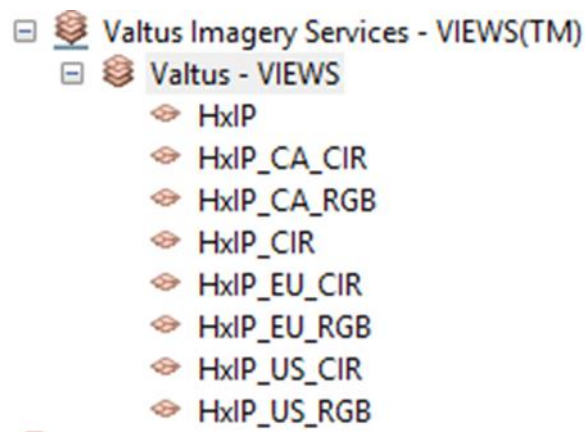 Valtus Imagery Services - VIEWS(TM)
Valtus - VIEWS
HxIP
HxIP_CA_CIR
HxIP_CA_RGB
HxIP_CIR
HxIP_EU_CIR
HxIP_EU_RGB
HxIP_US_CIR
HxIP_US_RGB